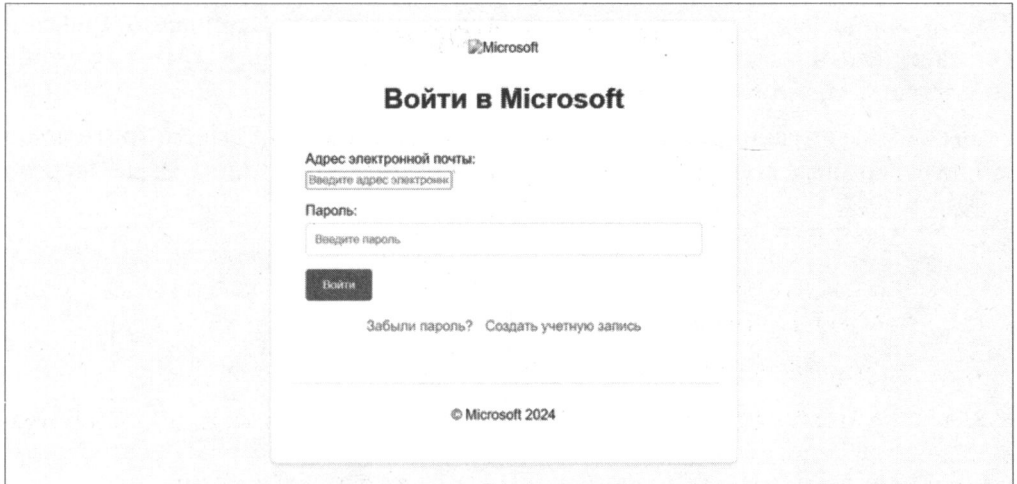 Microsoft
Войти в Microsoft
Адрес электронной почты:
Введите адрес электронно
Пароль:
Введите пароль
Войти
Забыли пароль? Создать учетную запись
© Microsoft 2024